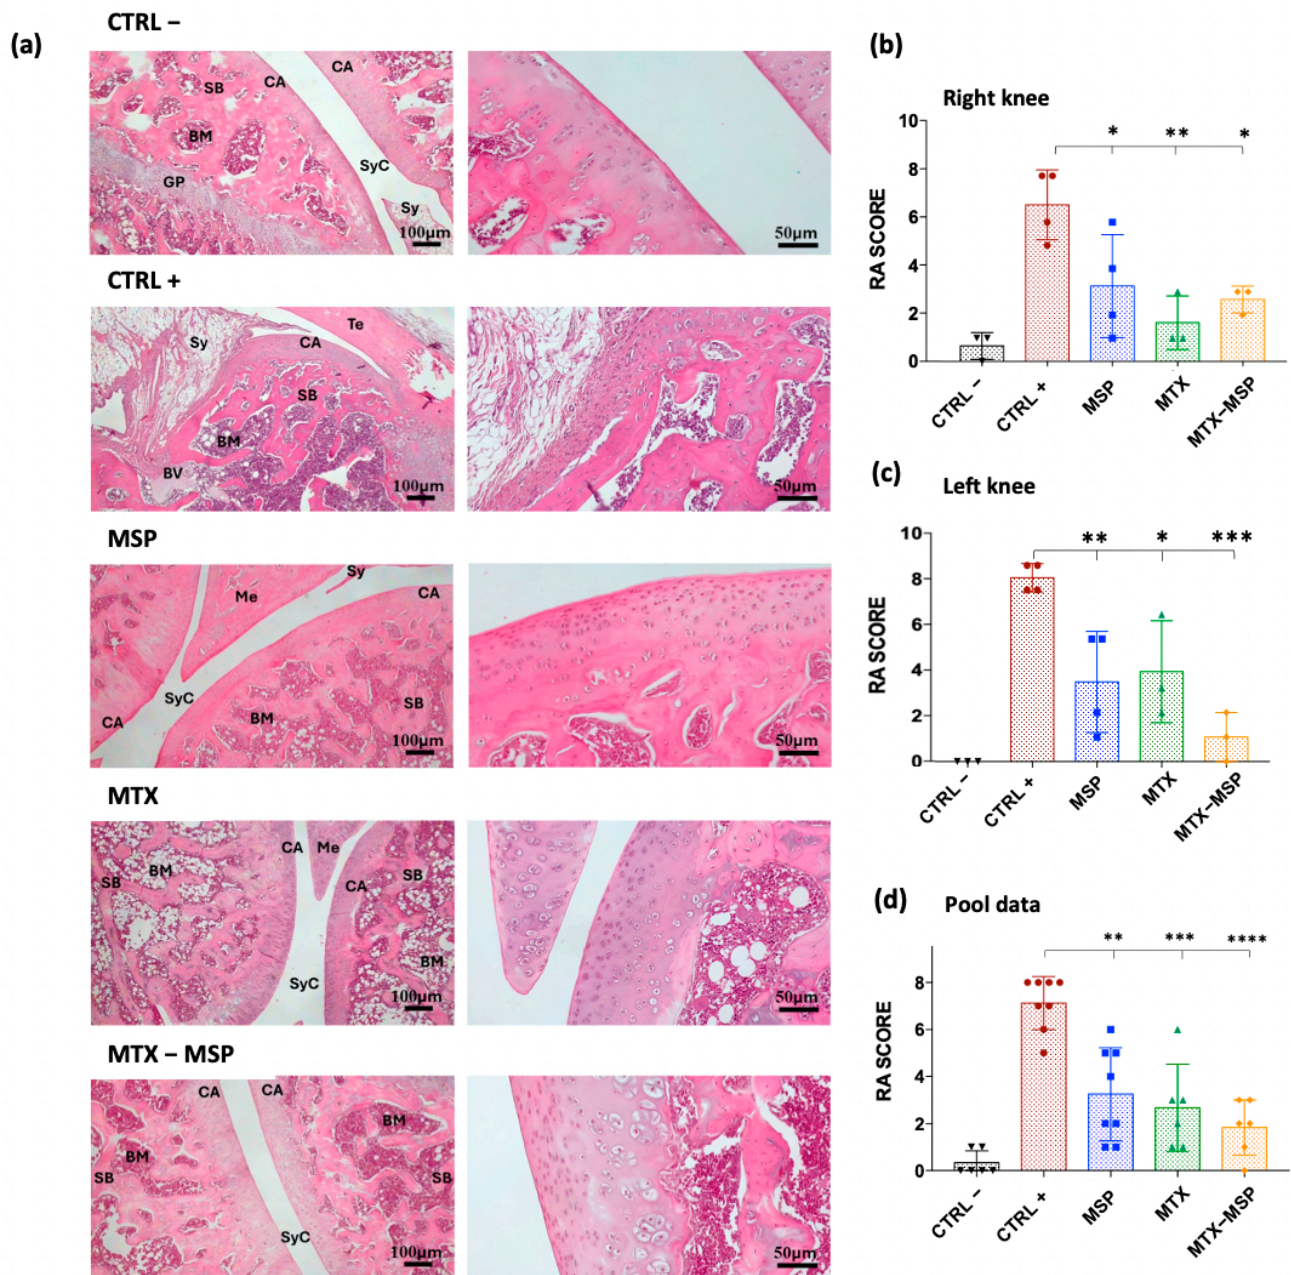 (a)
CTRL –
SB
CA
CA
BM
GP
SyC
Sy
100µm
50µm
CTRL +
Sy
Te
CA
SB
BM
BV
100µm
50µm
MSP
Sy
Me
CA
SyC
SB
CA
BM
100µm
50µm
MTX
CA
Me
BM
SB
CA
SB
BM
SyC
100µm
50µm
MTX – MSP
CA
CA
BM
BM
SB
SB
SyC
100µm
50µm
(b)
Right knee
RA SCORE
10
8
6
4
2
0
* ** *
CTRL –
CTRL +
MSP
MTX
MTX–MSP
(c)
Left knee
RA SCORE
10
8
6
4
2
0
** * ***
CTRL –
CTRL +
MSP
MTX
MTX–MSP
(d)
Pool data
RA SCORE
8
6
4
2
0
** *** ****
CTRL –
CTRL +
MSP
MTX
MTX–MSP